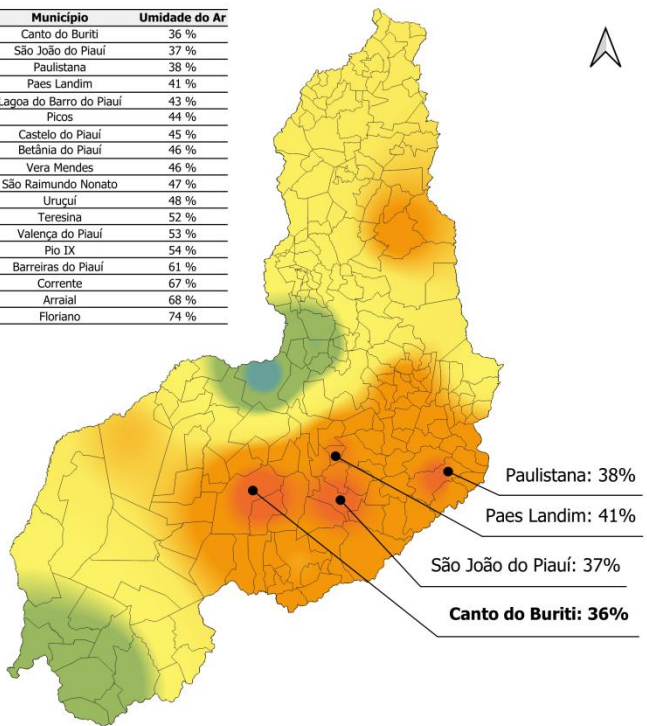 Município Umidade do Ar
Canto do Buriti 36 %
São João do Piauí 37 %
Paulistana 38 %
Paes Landim 41 %
Lagoa do Barro do Piauí 43 %
Picos 44 %
Castelo do Piauí 45 %
Betânia do Piauí 46 %
Vera Mendes 46 %
São Raimundo Nonato 47 %
Uruçuí 48 %
Teresina 52 %
Valença do Piauí 53 %
Pio IX 54 %
Barreiras do Piauí 61 %
Corrente 67 %
Arraial 68 %
Floriano 74 %
Paulistana: 38%
Paes Landim: 41%
São João do Piauí: 37%
Canto do Buriti: 36%